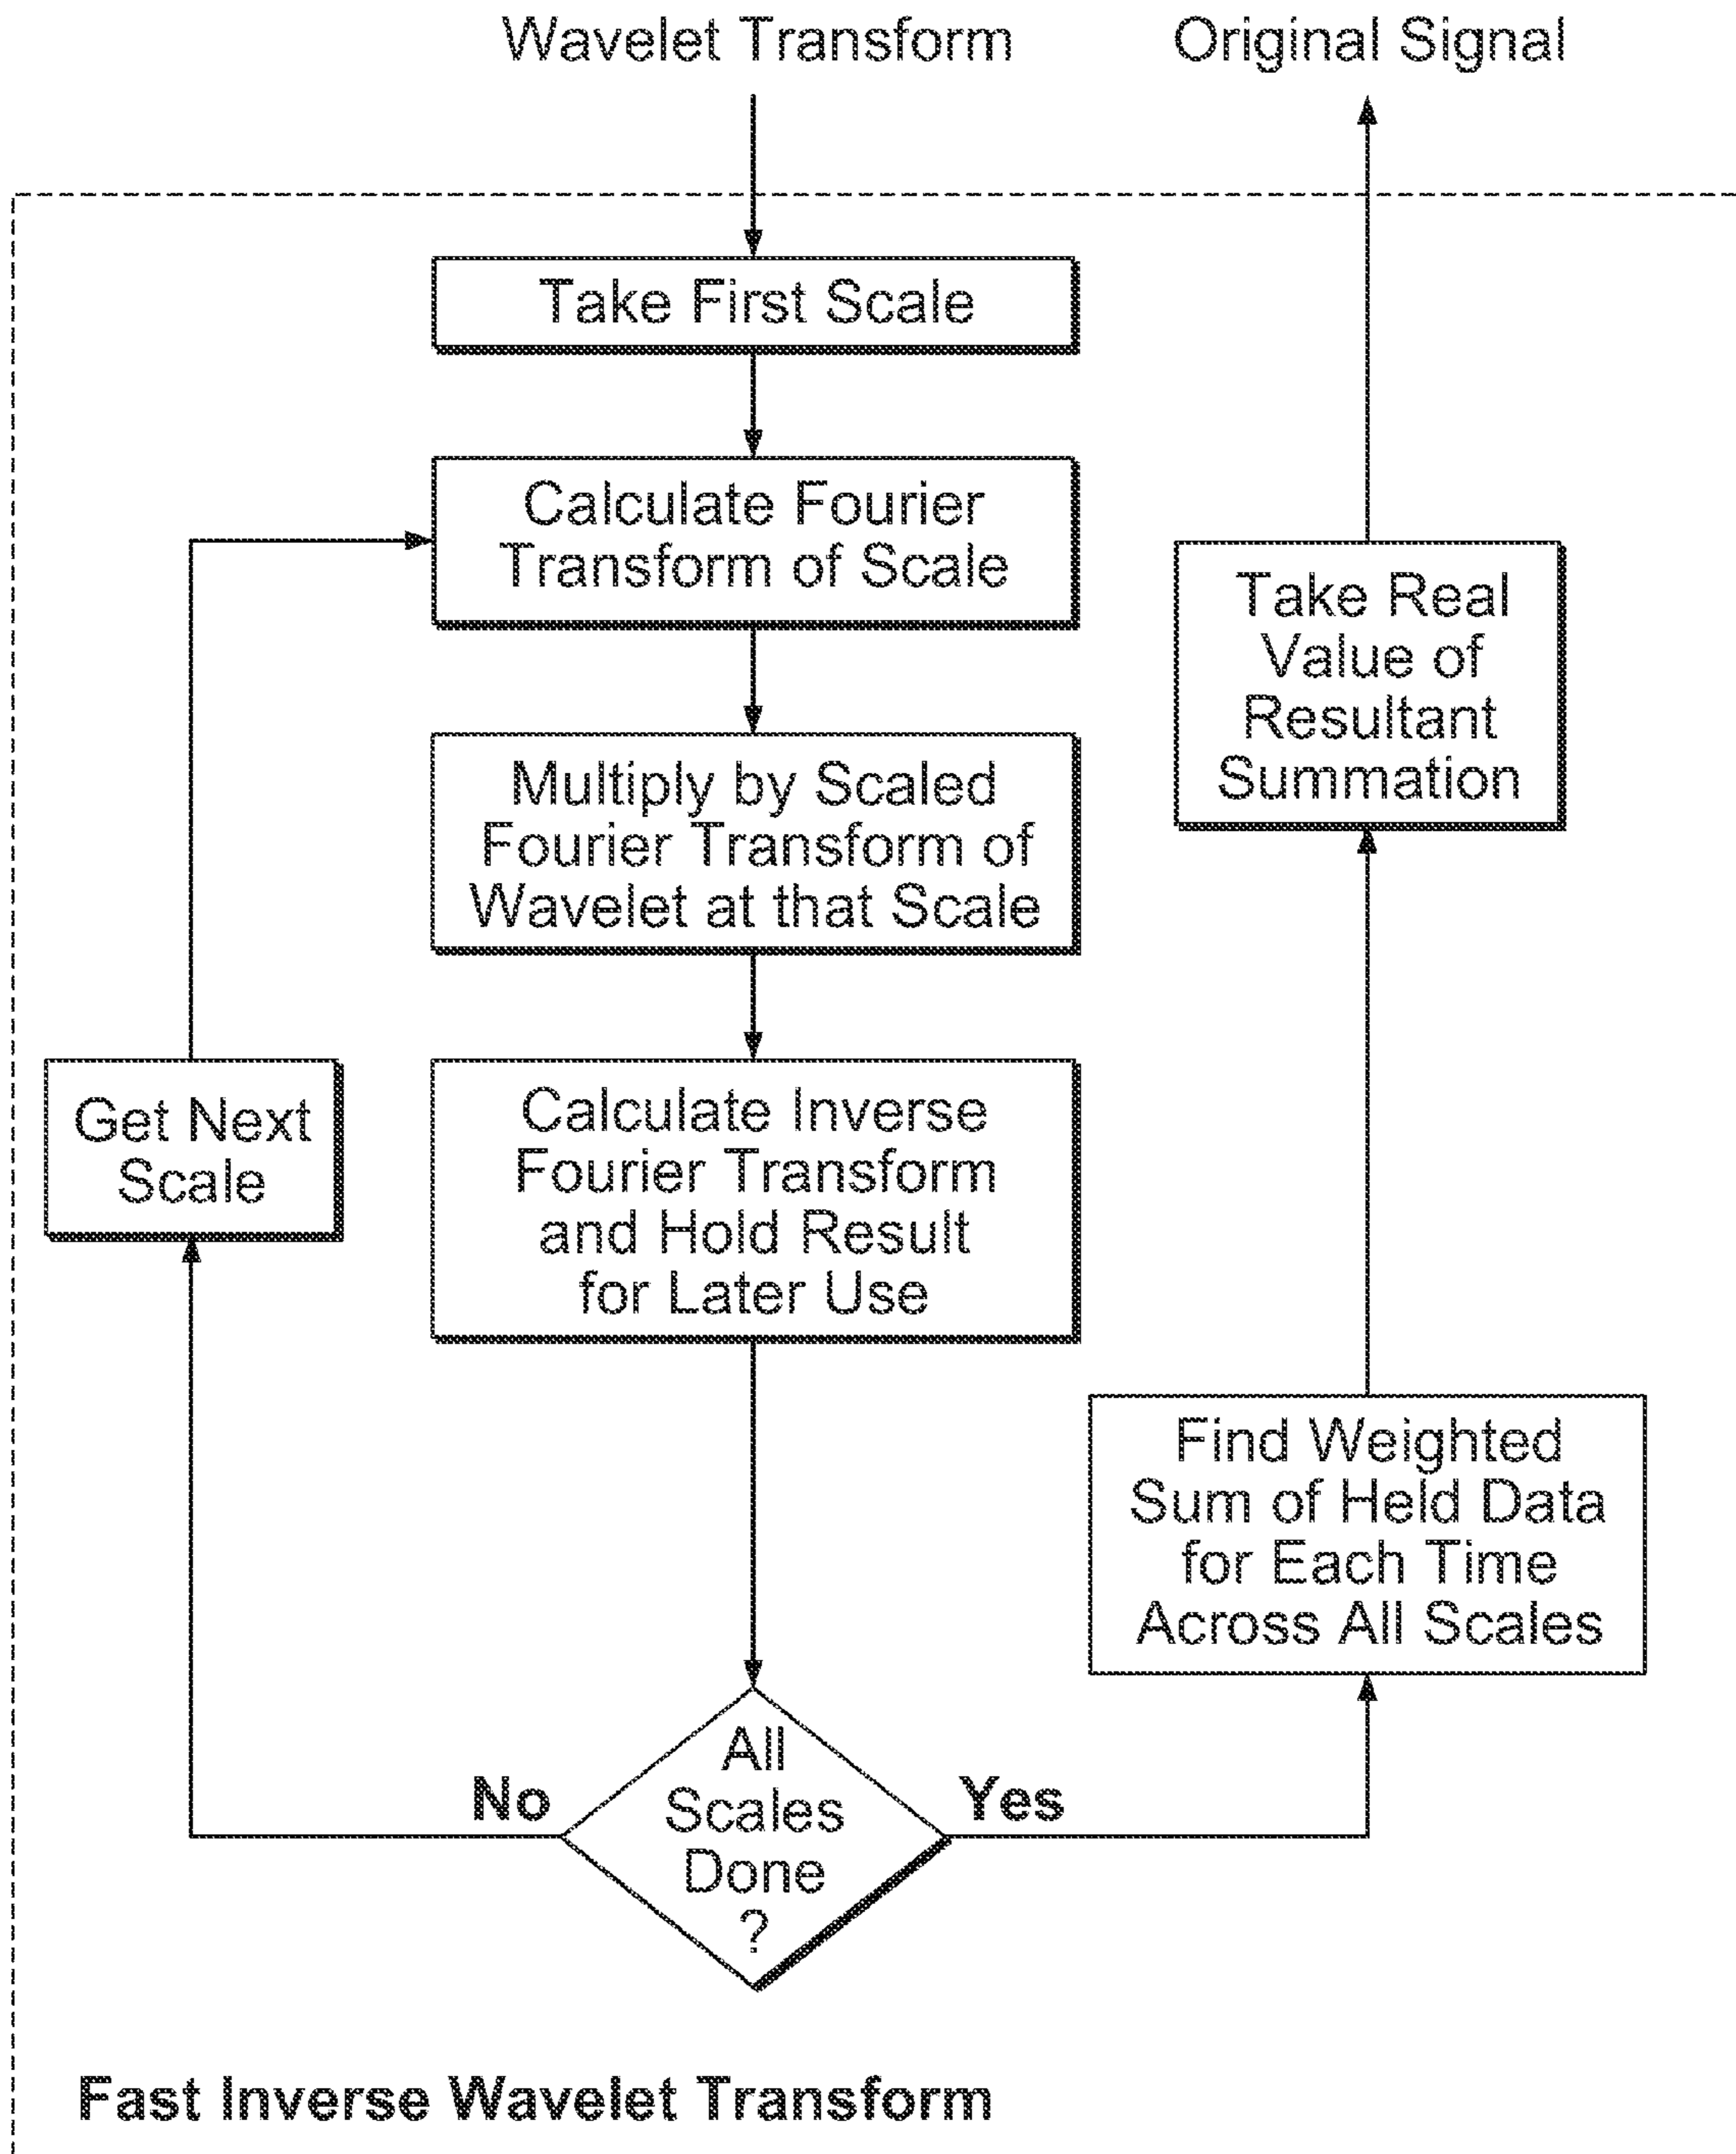 Wavelet Transform
Original Signal
Take First Scale
Calculate Fourier
Transform of Scale
Multiply by Scaled
Fourier Transform of
Wavelet at that Scale
Calculate Inverse
Fourier Transform
and Hold Result
for Later Use
Get Next
Scale
All
Scales
Done
?
No
Yes
Find Weighted
Sum of Held Data
for Each Time
Across All Scales
Take Real
Value of
Resultant
Summation
Fast Inverse Wavelet Transform